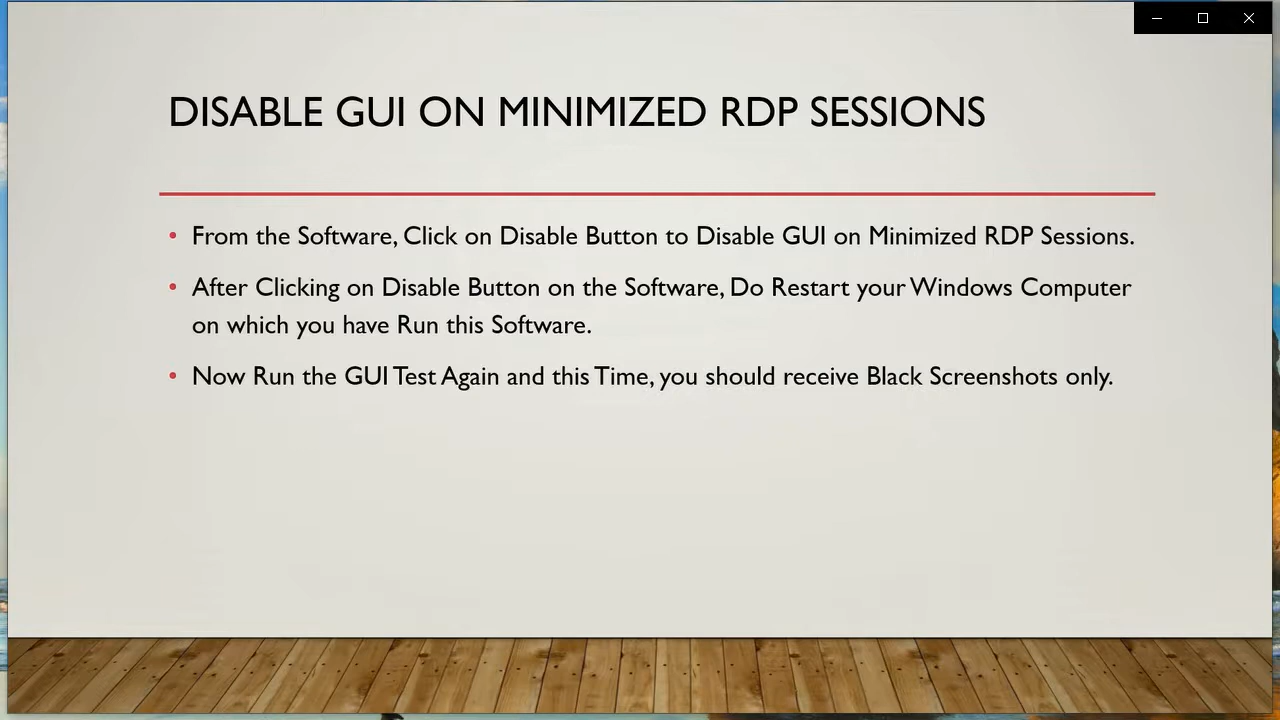 DISABLE GUI ON MINIMIZED RDP SESSIONS
• From the Software, Click on Disable Button to Disable GUI on Minimized RDP Sessions.
• After Clicking on Disable Button on the Software, Do Restart your Windows Computer
on which you have Run this Software.
• Now Run the GUI Test Again and this Time, you should receive Black Screenshots only.